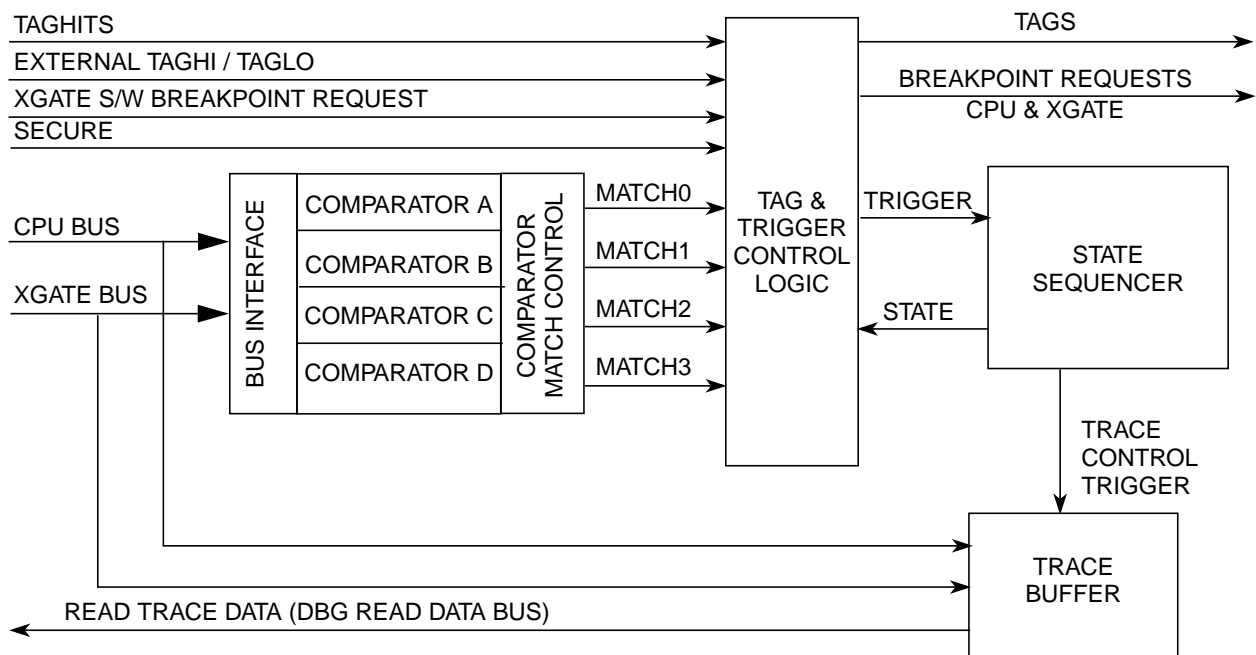 TAGHITS
EXTERNAL TAGHI / TAGLO
XGATE S/W BREAKPOINT REQUEST
SECURE
TAGS
BREAKPOINT REQUESTS
CPU & XGATE
CPU BUS
XGATE BUS
BUS INTERFACE
COMPARATOR A
COMPARATOR B
COMPARATOR C
COMPARATOR D
COMPARATOR
MATCH CONTROL
MATCH0
MATCH1
MATCH2
MATCH3
TAG &
TRIGGER
CONTROL
LOGIC
TRIGGER
STATE
STATE
SEQUENCER
TRACE
CONTROL
TRIGGER
TRACE
BUFFER
READ TRACE DATA (DBG READ DATA BUS)